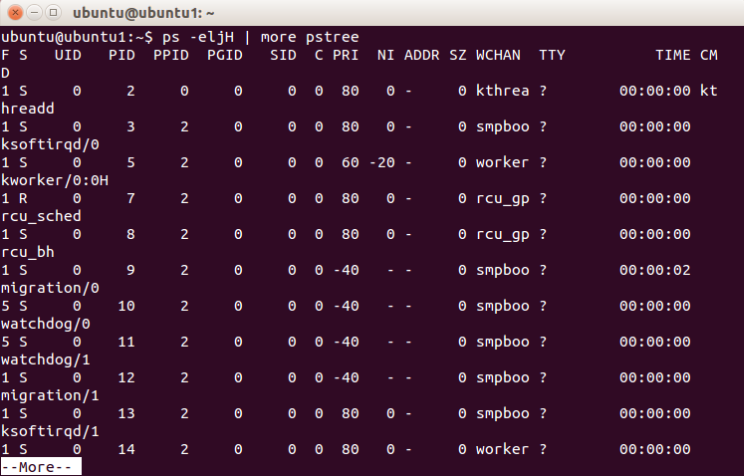 ubuntu@ubuntu1: ~
ubuntu@ubuntu1:~$ ps -eljH | more pstree
F S   UID   PID  PPID  PGID   SID  C PRI  NI ADDR SZ WCHAN  TTY          TIME CM
D
1 S     0     2     0     0     0  0  80   0 -     0 kthrea ?        00:00:00 kt
hreadd
1 S     0     3     2     0     0  0  80   0 -     0 smpboo ?        00:00:00
ksoftirqd/0
1 S     0     5     2     0     0  0  60 -20 -     0 worker ?        00:00:00
kworker/0:0H
1 R     0     7     2     0     0  0  80   0 -     0 rcu_gp ?        00:00:00
rcu_sched
1 S     0     8     2     0     0  0  80   0 -     0 rcu_gp ?        00:00:00
rcu_bh
1 S     0     9     2     0     0  0 -40   - -     0 smpboo ?        00:00:02
migration/0
5 S     0    10     2     0     0  0 -40   - -     0 smpboo ?        00:00:00
watchdog/0
5 S     0    11     2     0     0  0 -40   - -     0 smpboo ?        00:00:00
watchdog/1
1 S     0    12     2     0     0  0 -40   - -     0 smpboo ?        00:00:00
migration/1
1 S     0    13     2     0     0  0  80   0 -     0 smpboo ?        00:00:00
ksoftirqd/1
1 S     0    14     2     0     0  0  80   0 -     0 worker ?        00:00:00
--More--